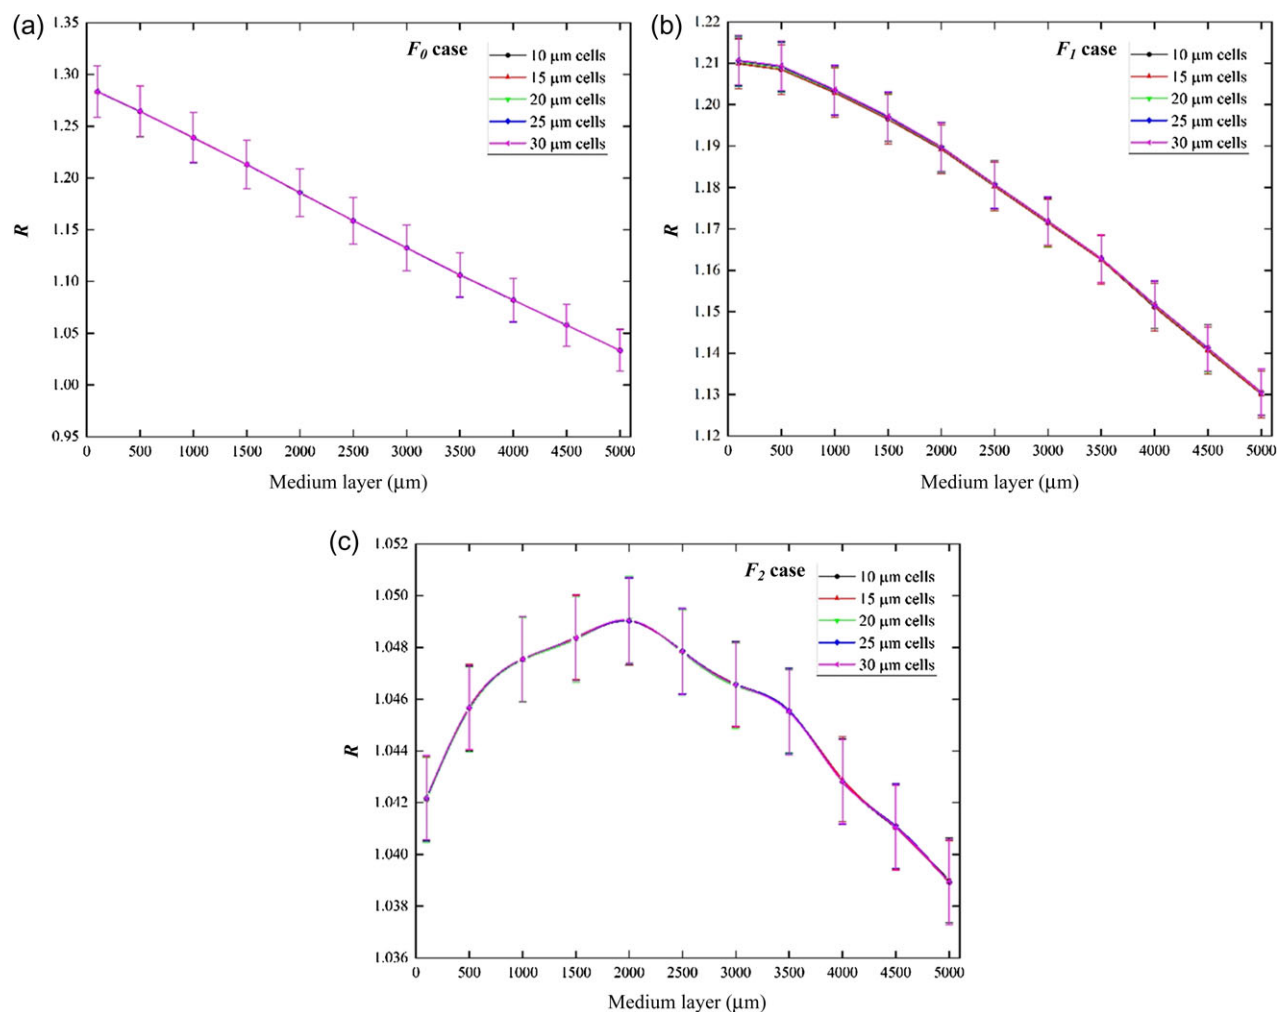 (a)
F0 case
10 μm cells
15 μm cells
20 μm cells
25 μm cells
30 μm cells
1.35
1.30
1.25
1.20
1.15
1.10
1.05
1.00
0.95
R
0 500 1000 1500 2000 2500 3000 3500 4000 4500 5000
Medium layer (μm)
(b)
F1 case
10 μm cells
15 μm cells
20 μm cells
25 μm cells
30 μm cells
1.22
1.21
1.20
1.19
1.18
1.17
1.16
1.15
1.14
1.13
1.12
R
0 500 1000 1500 2000 2500 3000 3500 4000 4500 5000
Medium layer (μm)
(c)
F2 case
10 μm cells
15 μm cells
20 μm cells
25 μm cells
30 μm cells
1.052
1.050
1.048
1.046
1.044
1.042
1.040
1.038
1.036
R
0 500 1000 1500 2000 2500 3000 3500 4000 4500 5000
Medium layer (μm)